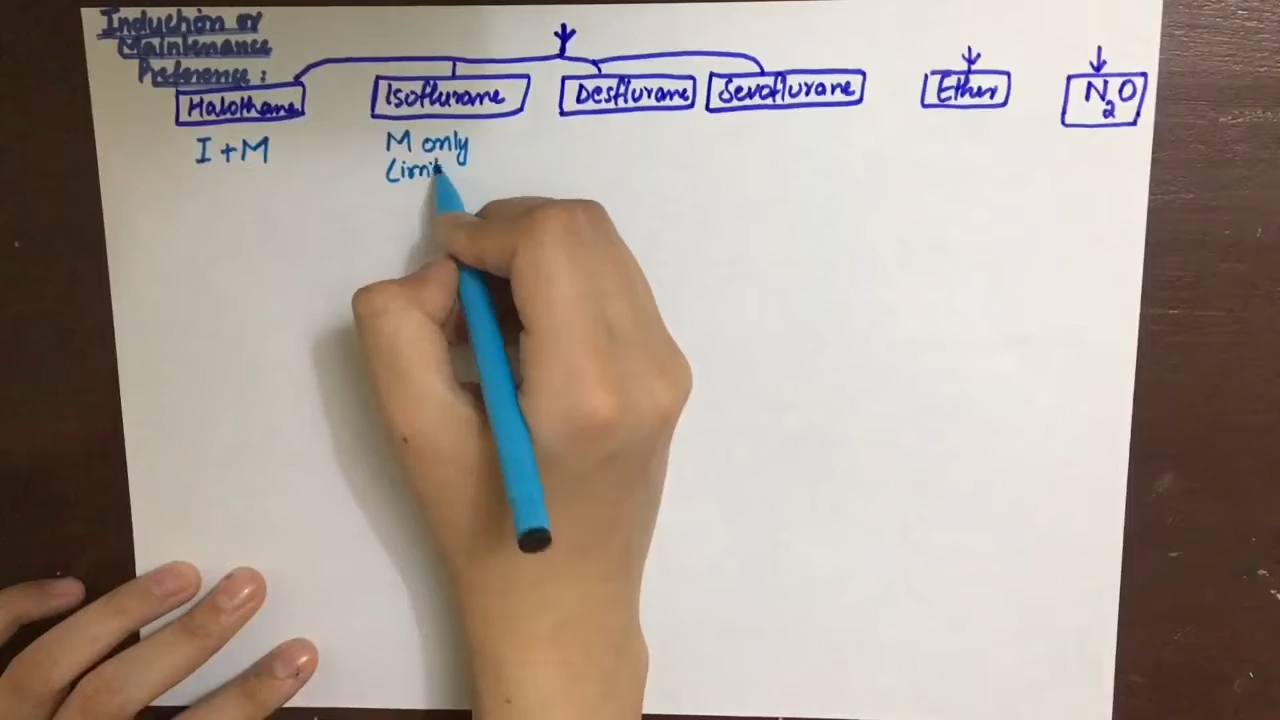 Induction or
Maintenance
Preference:
Halothane
Isoflurane
Desflurane
Sevoflurane
Ether
N2O
I + M
M only